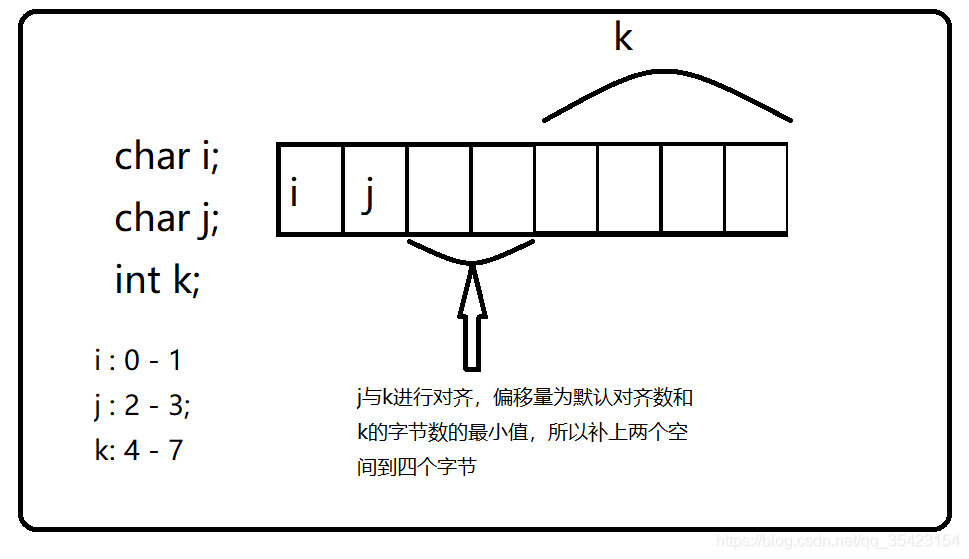 k
char i;
char j;
int k;
i
j
i : 0 - 1
j : 2 - 3;
k: 4 - 7
j与k进行对齐，偏移量为默认对齐数和
k的字节数的最小值，所以补上两个空
间到四个字节
https://blog.csdn.net/qq_35423154